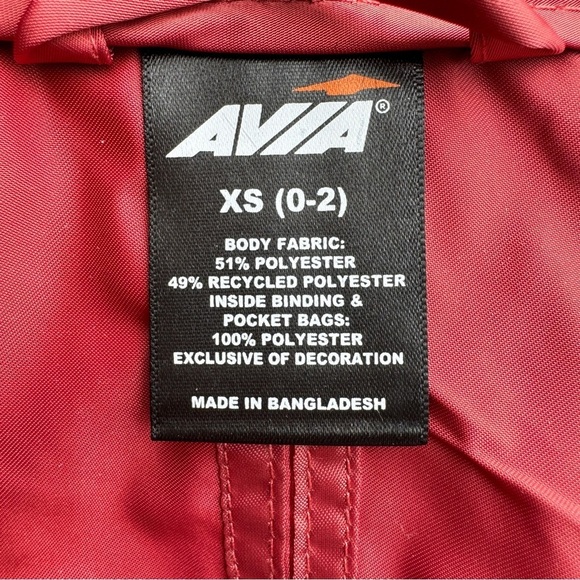 AVIA®
XS (0-2)
BODY FABRIC:
51% POLYESTER
49% RECYCLED POLYESTER
INSIDE BINDING &
POCKET BAGS:
100% POLYESTER
EXCLUSIVE OF DECORATION
MADE IN BANGLADESH